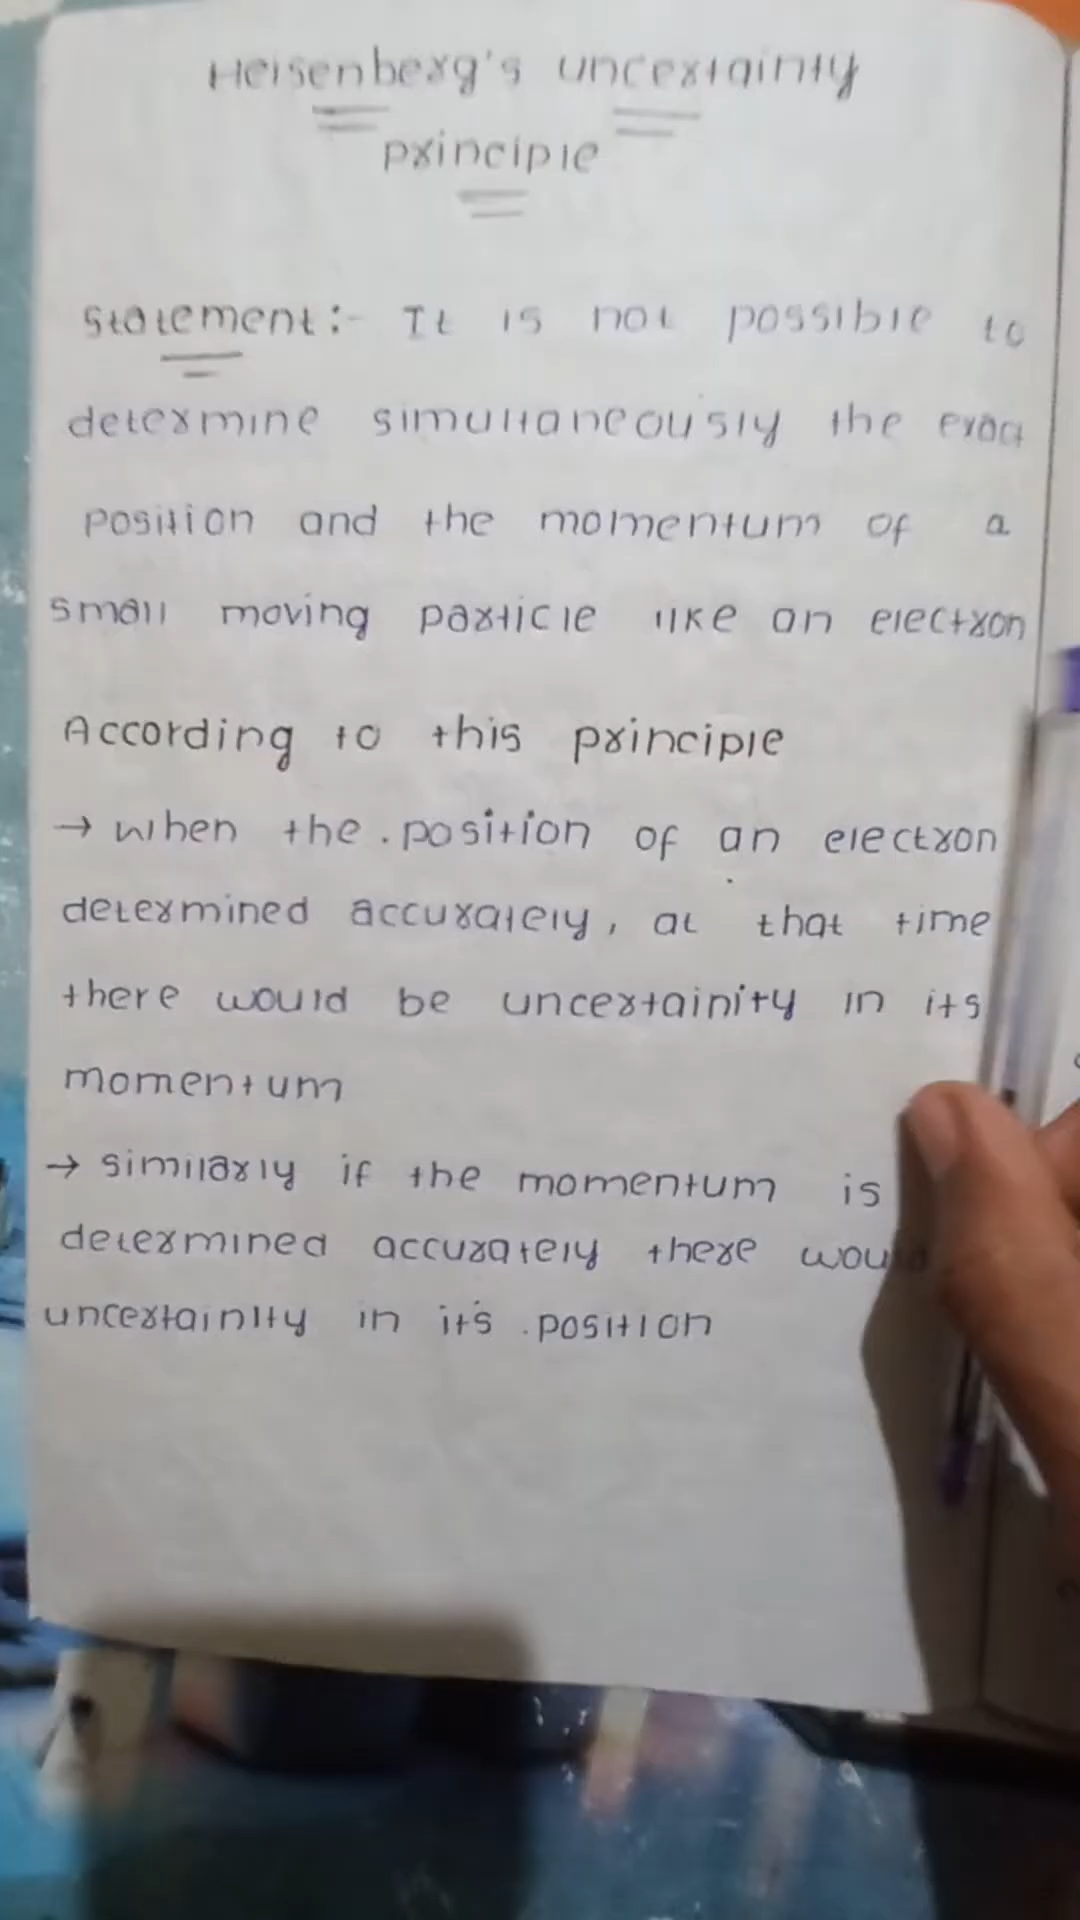 Heisenberg's uncertainty
principle
Statement:- It is not possible to
determine simultaneously the exact
position and the momentum of a
small moving particle like an electron
According to this principle
→ when the position of an electron
determined accurately, at that time
there would be uncertainity in its
momentum
→ similarly if the momentum is
determined accurately there
uncertainity in it's position